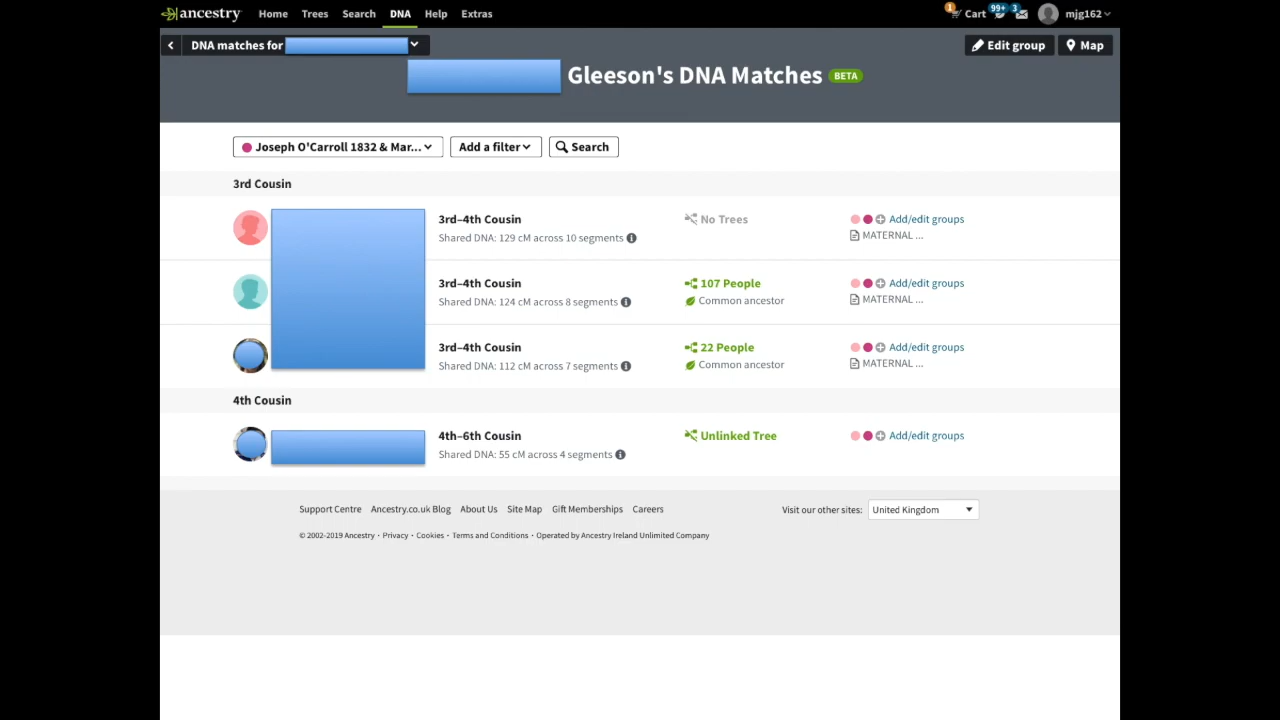 ancestry Home Trees Search DNA Help Extras 1 Cart 99+ 3 mjg162
DNA matches for Edit group Map
Gleeson's DNA Matches BETA
Joseph O'Carroll 1832 & Mar... Add a filter Search
3rd Cousin
3rd–4th Cousin No Trees Add/edit groups
Shared DNA: 129 cM across 10 segments MATERNAL ...
3rd–4th Cousin 107 People Add/edit groups
Shared DNA: 124 cM across 8 segments Common ancestor MATERNAL ...
3rd–4th Cousin 22 People Add/edit groups
Shared DNA: 112 cM across 7 segments Common ancestor MATERNAL ...
4th Cousin
4th–6th Cousin Unlinked Tree Add/edit groups
Shared DNA: 55 cM across 4 segments
Support Centre Ancestry.co.uk Blog About Us Site Map Gift Memberships Careers Visit our other sites: United Kingdom
© 2002-2019 Ancestry · Privacy · Cookies · Terms and Conditions · Operated by Ancestry Ireland Unlimited Company